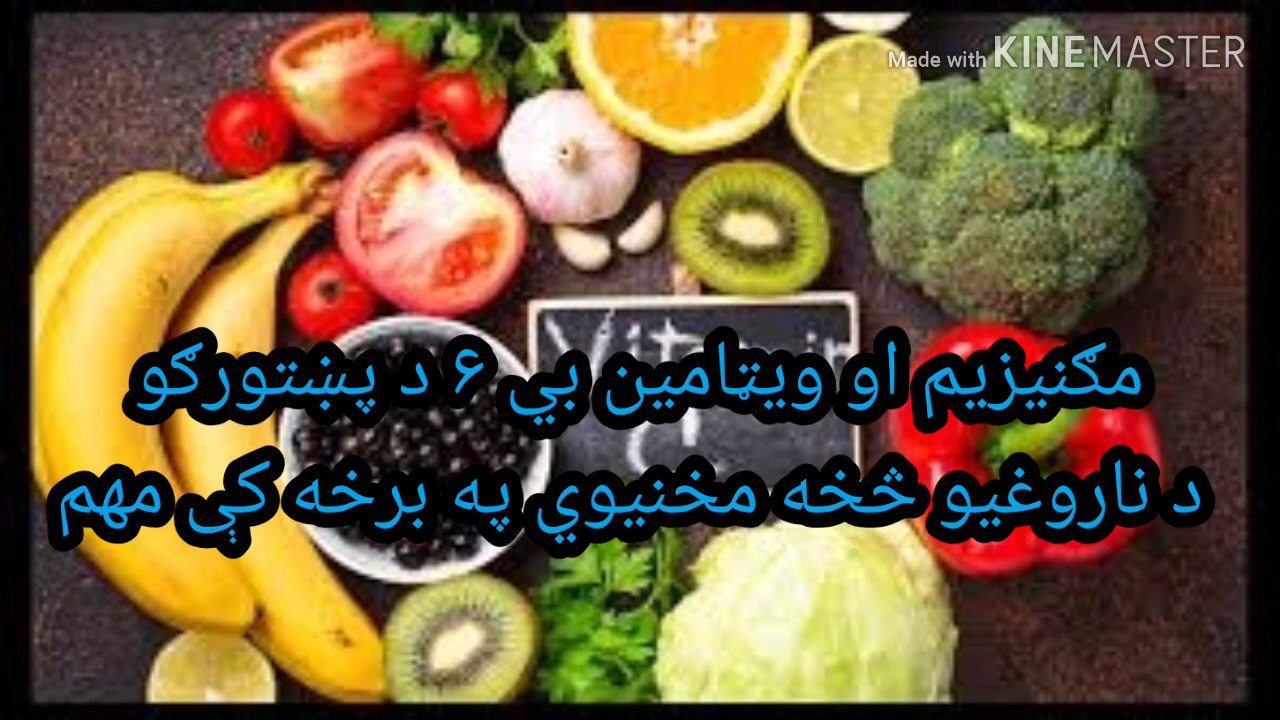 Made with KINEMASTER
مګنیزیم او ویټامین بي ۶ د پښتورګو
د ناروغیو څخه مخنیوي په برخه کې مهم